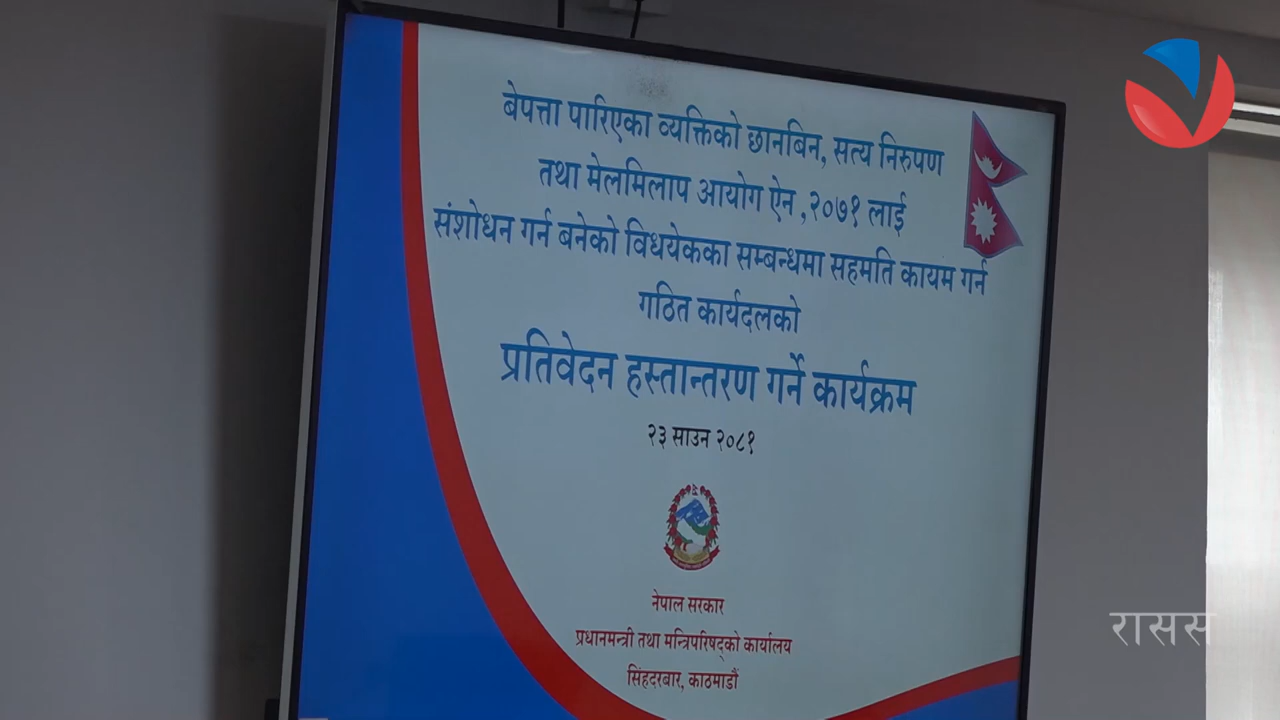 बेपत्ता पारिएका व्यक्तिको छानबिन, सत्य निरुपण
तथा मेलमिलाप आयोग ऐन ,२०७१ लाई
संशोधन गर्न बनेको विधयेकका सम्बन्धमा सहमति कायम गर्न
गठित कार्यदलको
प्रतिवेदन हस्तान्तरण गर्ने कार्यक्रम
२३ साउन २०८१
नेपाल सरकार
प्रधानमन्त्री तथा मन्त्रिपरिषद्को कार्यालय
सिंहदरबार, काठमाडौं
रासस